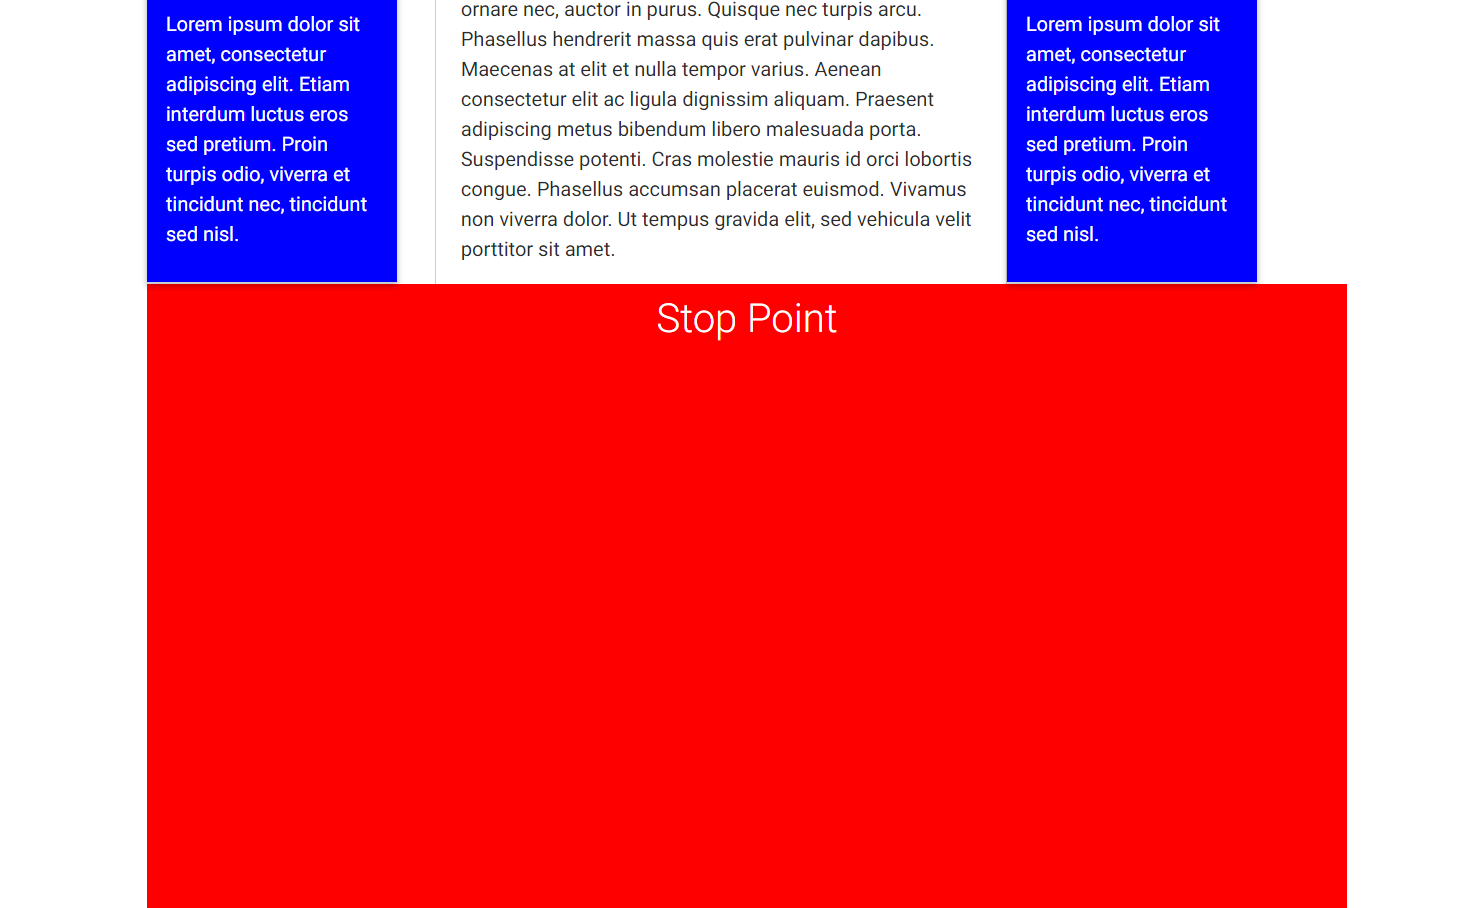 Lorem ipsum dolor sit
amet, consectetur
adipiscing elit. Etiam
interdum luctus eros
sed pretium. Proin
turpis odio, viverra et
tincidunt nec, tincidunt
sed nisl.
ornare nec, auctor in purus. Quisque nec turpis arcu.
Phasellus hendrerit massa quis erat pulvinar dapibus.
Maecenas at elit et nulla tempor varius. Aenean
consectetur elit ac ligula dignissim aliquam. Praesent
adipiscing metus bibendum libero malesuada porta.
Suspendisse potenti. Cras molestie mauris id orci lobortis
congue. Phasellus accumsan placerat euismod. Vivamus
non viverra dolor. Ut tempus gravida elit, sed vehicula velit
porttitor sit amet.
Lorem ipsum dolor sit
amet, consectetur
adipiscing elit. Etiam
interdum luctus eros
sed pretium. Proin
turpis odio, viverra et
tincidunt nec, tincidunt
sed nisl.
Stop Point